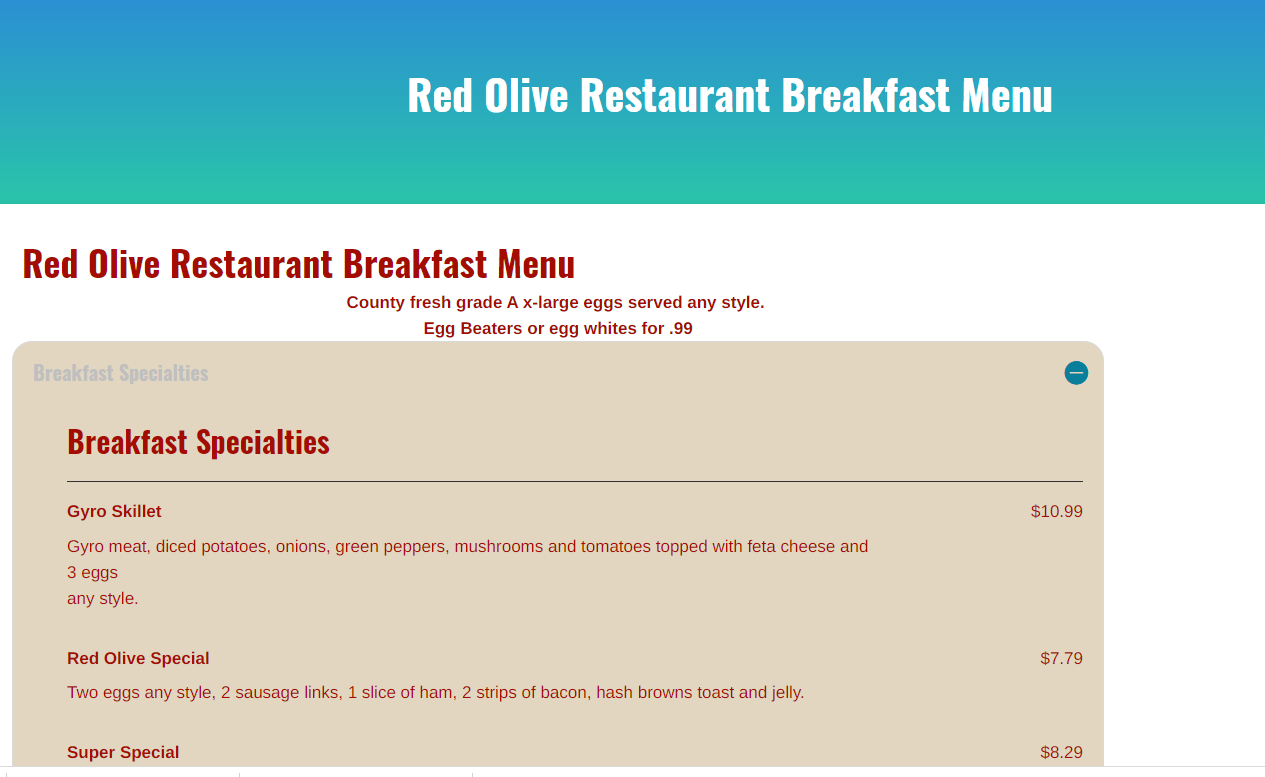 Red Olive Restaurant Breakfast Menu
Red Olive Restaurant Breakfast Menu
County fresh grade A x-large eggs served any style.
Egg Beaters or egg whites for .99
Breakfast Specialties
Breakfast Specialties
Gyro Skillet $10.99
Gyro meat, diced potatoes, onions, green peppers, mushrooms and tomatoes topped with feta cheese and
3 eggs
any style.
Red Olive Special $7.79
Two eggs any style, 2 sausage links, 1 slice of ham, 2 strips of bacon, hash browns toast and jelly.
Super Special $8.29